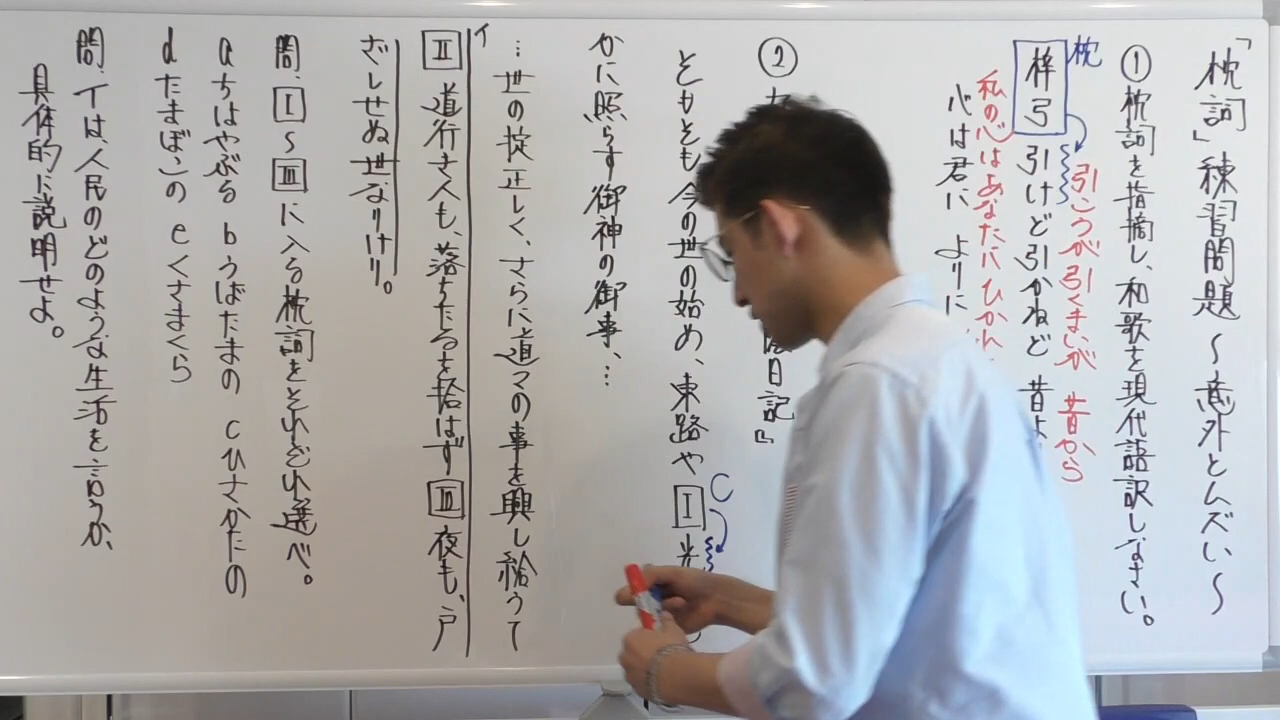 「枕詞」練習問題 〜意外とムズい〜
①枕詞を指摘し、和歌を現代語訳しなさい。
枕
引こうが引くまいが 昔から
梓弓 引けど引かねど 昔よ
私の心はあなたにひかれ
心は君に よりに
②
日記』
ともとも今の世の始め、東路や Ⅰ 光
C
かに照らす御神の御事、…
…世の掟正しく、さらに道々の事を興し給うて
イ
Ⅱ 道行き人も、落ちたるを拾はず Ⅲ 夜も、戸
ざしせぬ世なりけり。
問、Ⅰ〜Ⅲに入る枕詞をそれぞれ選べ。
aちはやぶる bうばたまの cひさかたの
dたまぼこの eくさまくら
問、イは、人民のどのような生活を言うか、
具体的に説明せよ。